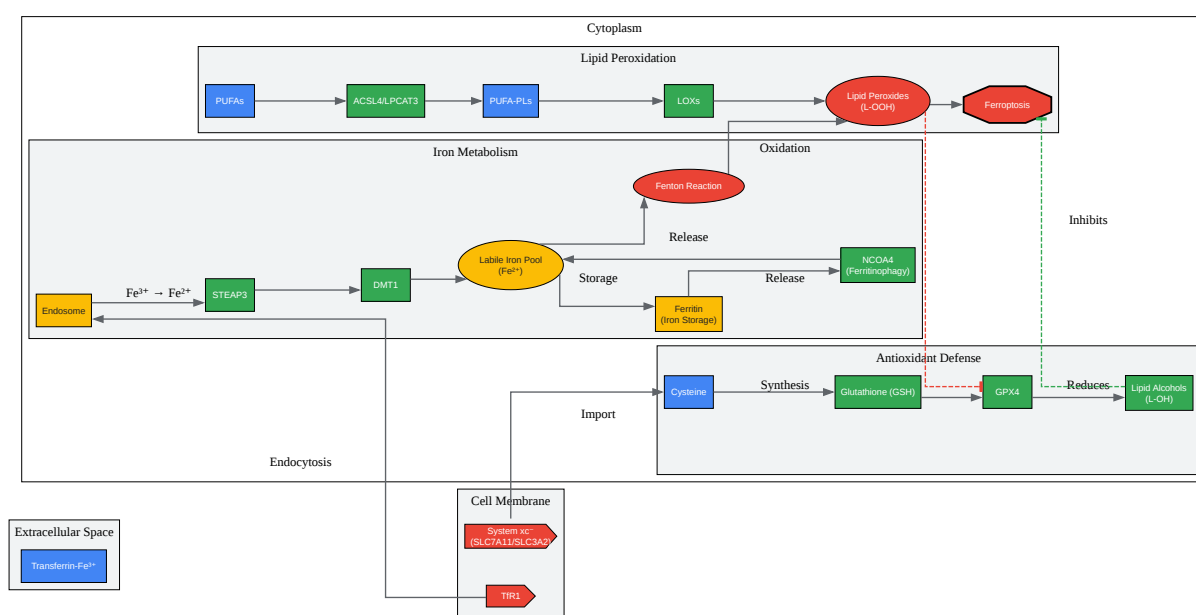 Cytoplasm
Lipid Peroxidation
PUFAs
ACSL4/LPCAT3
PUFA-PLs
LOXs
Lipid Peroxides
(L-OOH)
Ferroptosis
Iron Metabolism
Oxidation
Fenton Reaction
Inhibits
Release
Labile Iron Pool
(Fe²⁺)
Storage
Release
NCOA4
(Ferritinophagy)
DMT1
STEAP3
Fe³⁺ → Fe²⁺
Endosome
Ferritin
(Iron Storage)
Antioxidant Defense
Cysteine
Synthesis
Glutathione (GSH)
GPX4
Reduces
Lipid Alcohols
(L-OH)
Import
Endocytosis
Cell Membrane
System xc⁻
(SLC7A11/SLC3A2)
TfR1
Extracellular Space
Transferrin-Fe³⁺